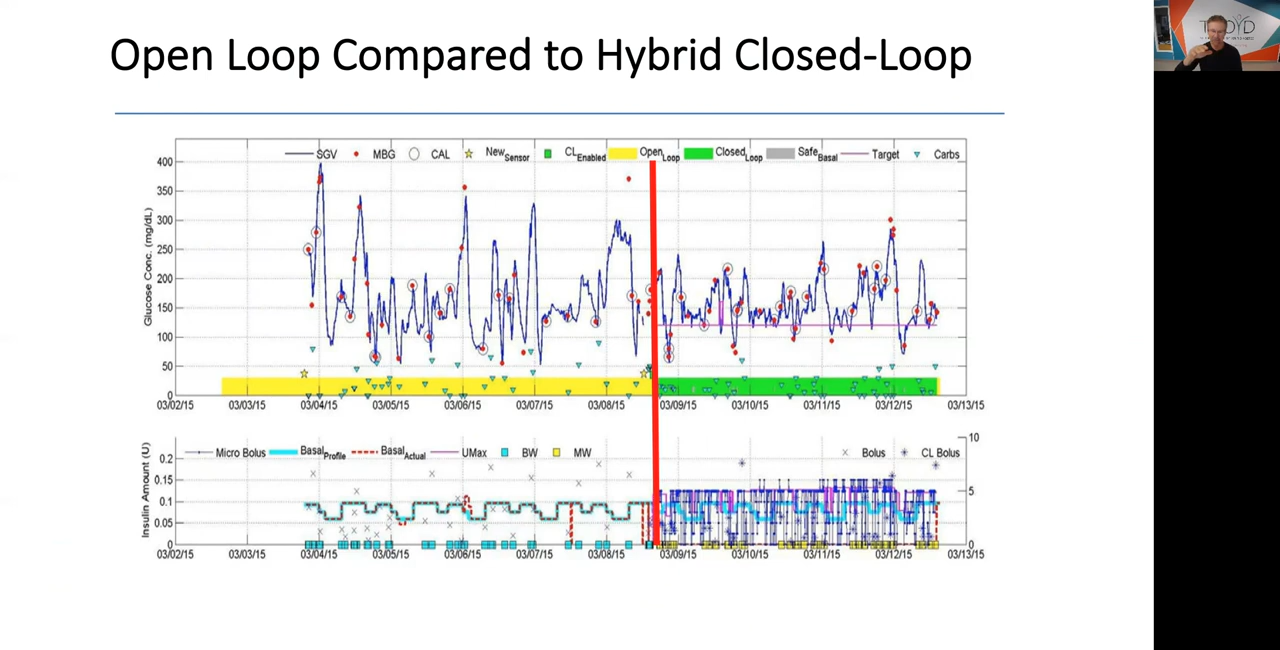 Open Loop Compared to Hybrid Closed-Loop
SGV MBG CAL New Sensor CL Enabled Open Loop Closed Loop Safe Basal Target Carbs
Glucose Conc. (mg/dL)
400
350
300
250
200
150
100
50
0
03/02/15 03/03/15 03/04/15 03/05/15 03/06/15 03/07/15 03/08/15 03/09/15 03/10/15 03/11/15 03/12/15 03/13/15
Micro Bolus Basal Profile Basal Actual UMax BW MW Bolus CL Bolus
Insulin Amount (U)
0.2
0.15
0.1
0.05
0
10
5
0
03/02/15 03/03/15 03/04/15 03/05/15 03/06/15 03/07/15 03/08/15 03/09/15 03/10/15 03/11/15 03/12/15 03/13/15